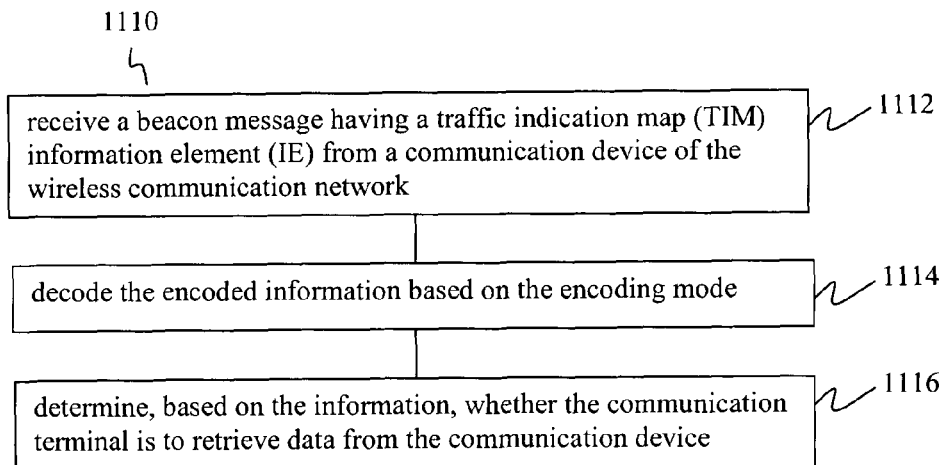 1110
receive a beacon message having a traffic indication map (TIM)
information element (IE) from a communication device of the
wireless communication network
1112
decode the encoded information based on the encoding mode
1114
determine, based on the information, whether the communication
terminal is to retrieve data from the communication device
1116